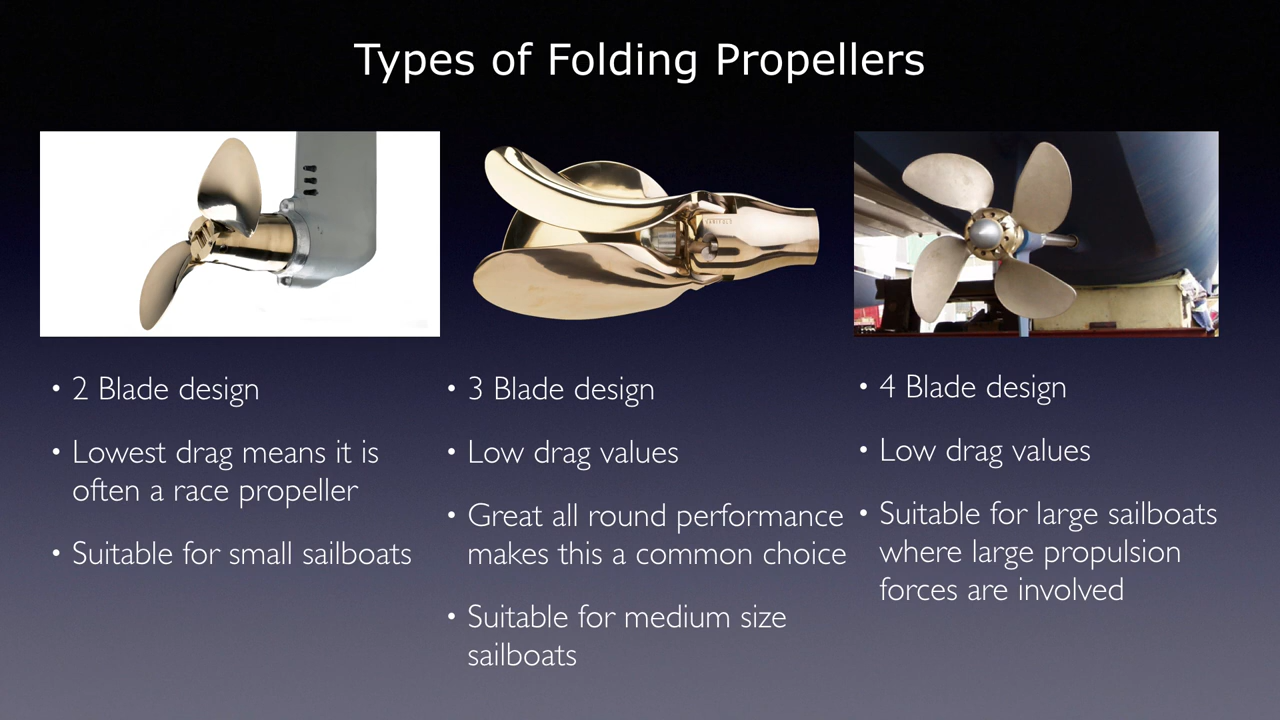 Types of Folding Propellers
• 2 Blade design
• Lowest drag means it is
often a race propeller
• Suitable for small sailboats
• 3 Blade design
• Low drag values
• Great all round performance
makes this a common choice
• Suitable for medium size
sailboats
• 4 Blade design
• Low drag values
• Suitable for large sailboats
where large propulsion
forces are involved